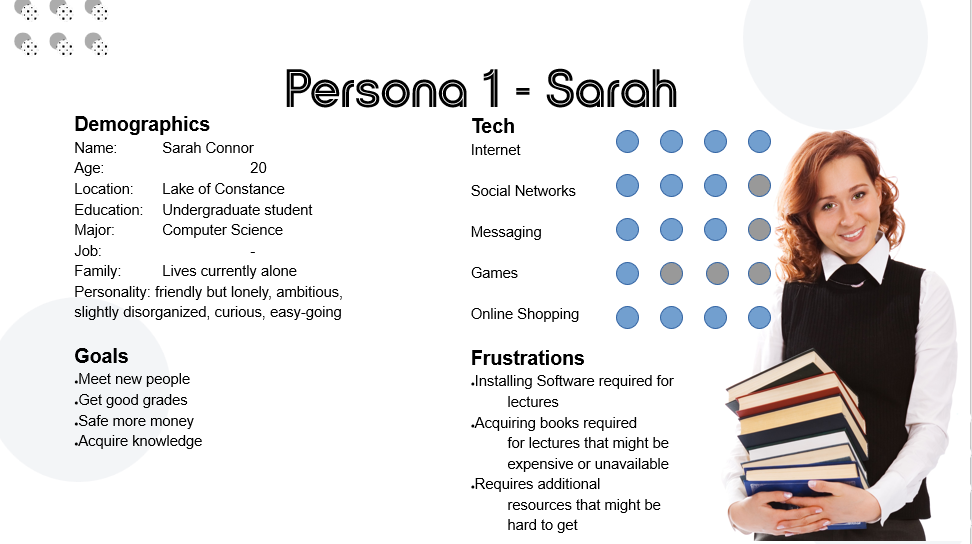 Persona 1 - Sarah
Demographics
Name: Sarah Connor
Age: 20
Location: Lake of Constance
Education: Undergraduate student
Major: Computer Science
Job: -
Family: Lives currently alone
Personality: friendly but lonely, ambitious,
slightly disorganized, curious, easy-going
Goals
•Meet new people
•Get good grades
•Safe more money
•Acquire knowledge
Tech
Internet
Social Networks
Messaging
Games
Online Shopping
Frustrations
•Installing Software required for
lectures
•Acquiring books required
for lectures that might be
expensive or unavailable
•Requires additional
resources that might be
hard to get